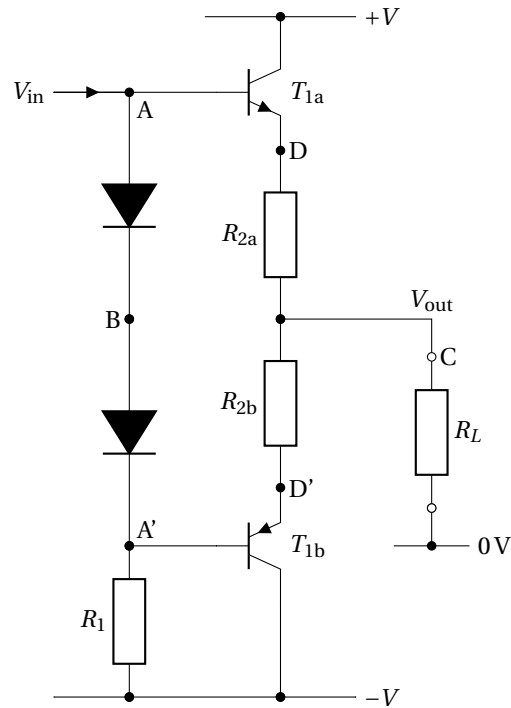 +V
V_in
A
T_1a
D
R_2a
V_out
B
C
R_2b
R_L
D'
A'
T_1b
0 V
R_1
−V